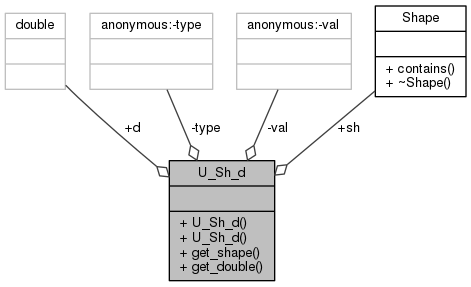 double
anonymous:-type
anonymous:-val
Shape
+ contains()
+ ~Shape()
+d
-type
-val
+sh
U_Sh_d
+ U_Sh_d()
+ U_Sh_d()
+ get_shape()
+ get_double()